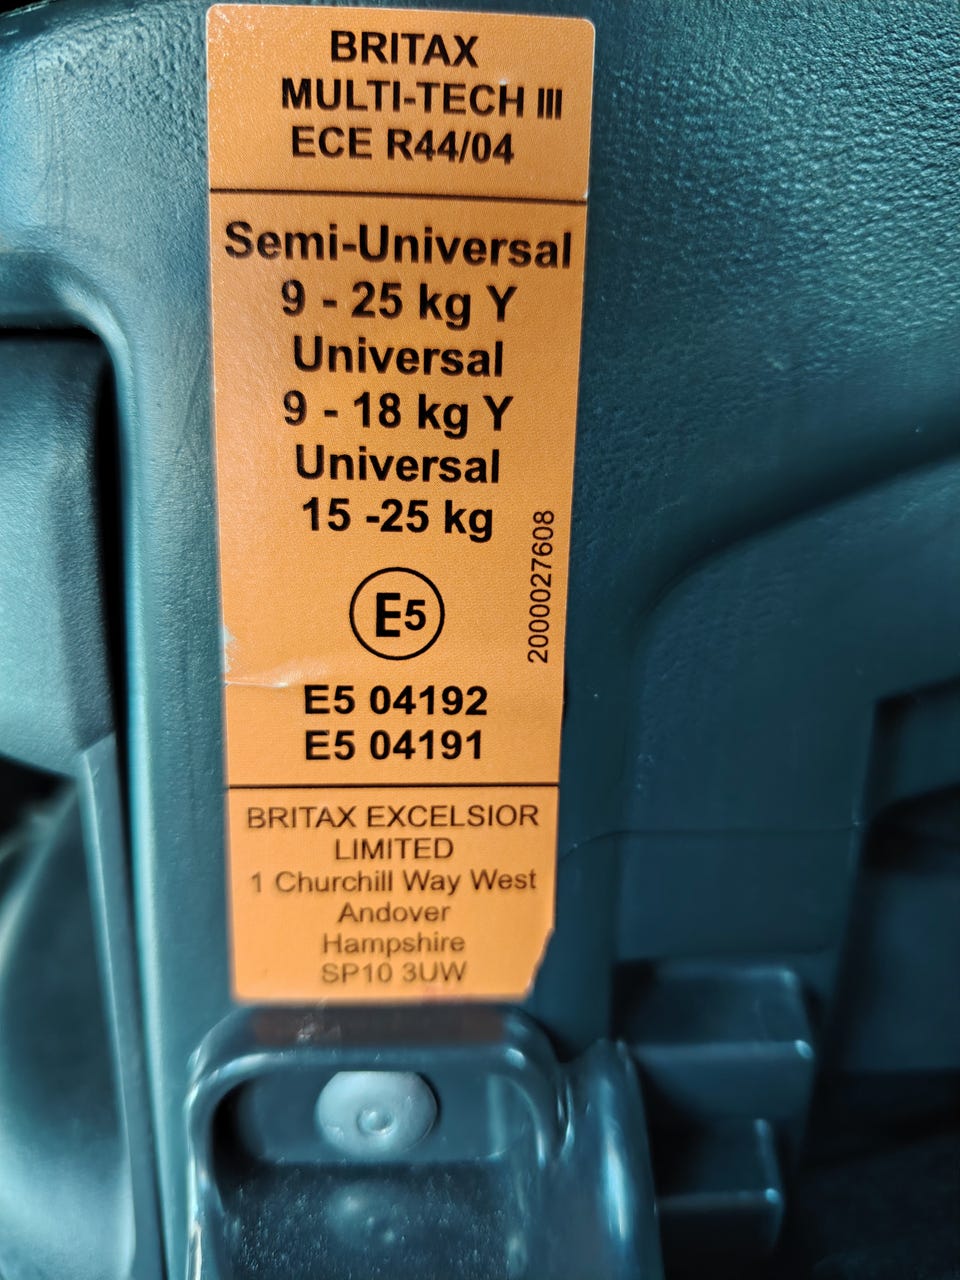 BRITAX
MULTI-TECH III
ECE R44/04
Semi-Universal
9 - 25 kg Y
Universal
9 - 18 kg Y
Universal
15 -25 kg
E5
2000027608
E5 04192
E5 04191
BRITAX EXCELSIOR
LIMITED
1 Churchill Way West
Andover
Hampshire
SP10 3UW